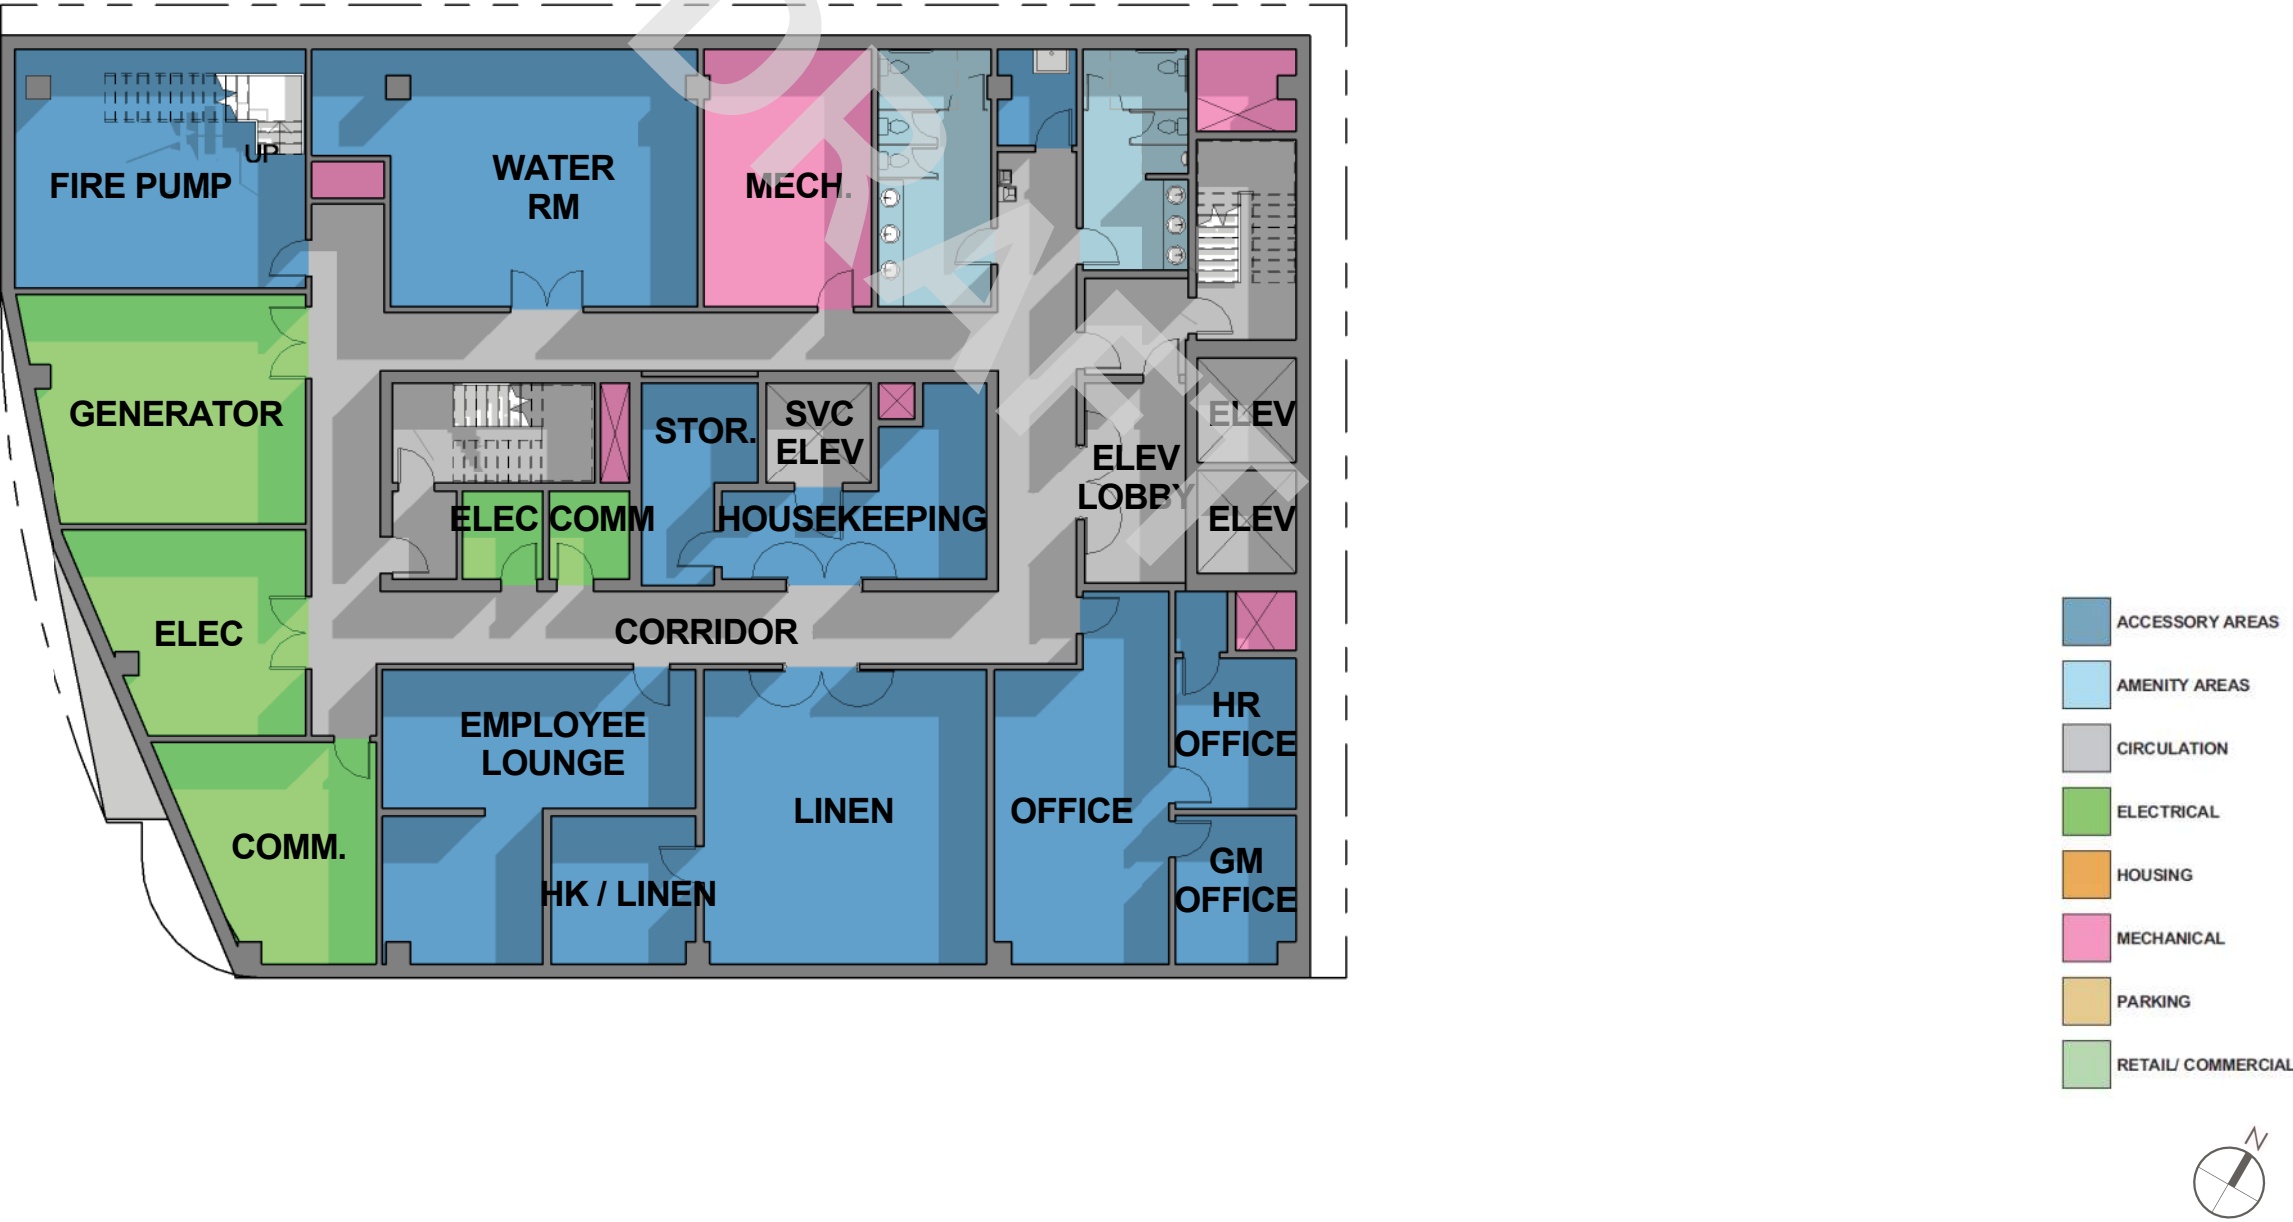 FIRE PUMP
UP
WATER
RM
MECH.
GENERATOR
STOR.
SVC
ELEV
ELEV
ELEV
LOBBY
ELEV
ELEC
COMM
HOUSEKEEPING
ELEC
CORRIDOR
EMPLOYEE
LOUNGE
HR
OFFICE
LINEN
OFFICE
COMM.
GM
OFFICE
HK / LINEN
DRAFT
ACCESSORY AREAS
AMENITY AREAS
CIRCULATION
ELECTRICAL
HOUSING
MECHANICAL
PARKING
RETAIL/ COMMERCIAL
N